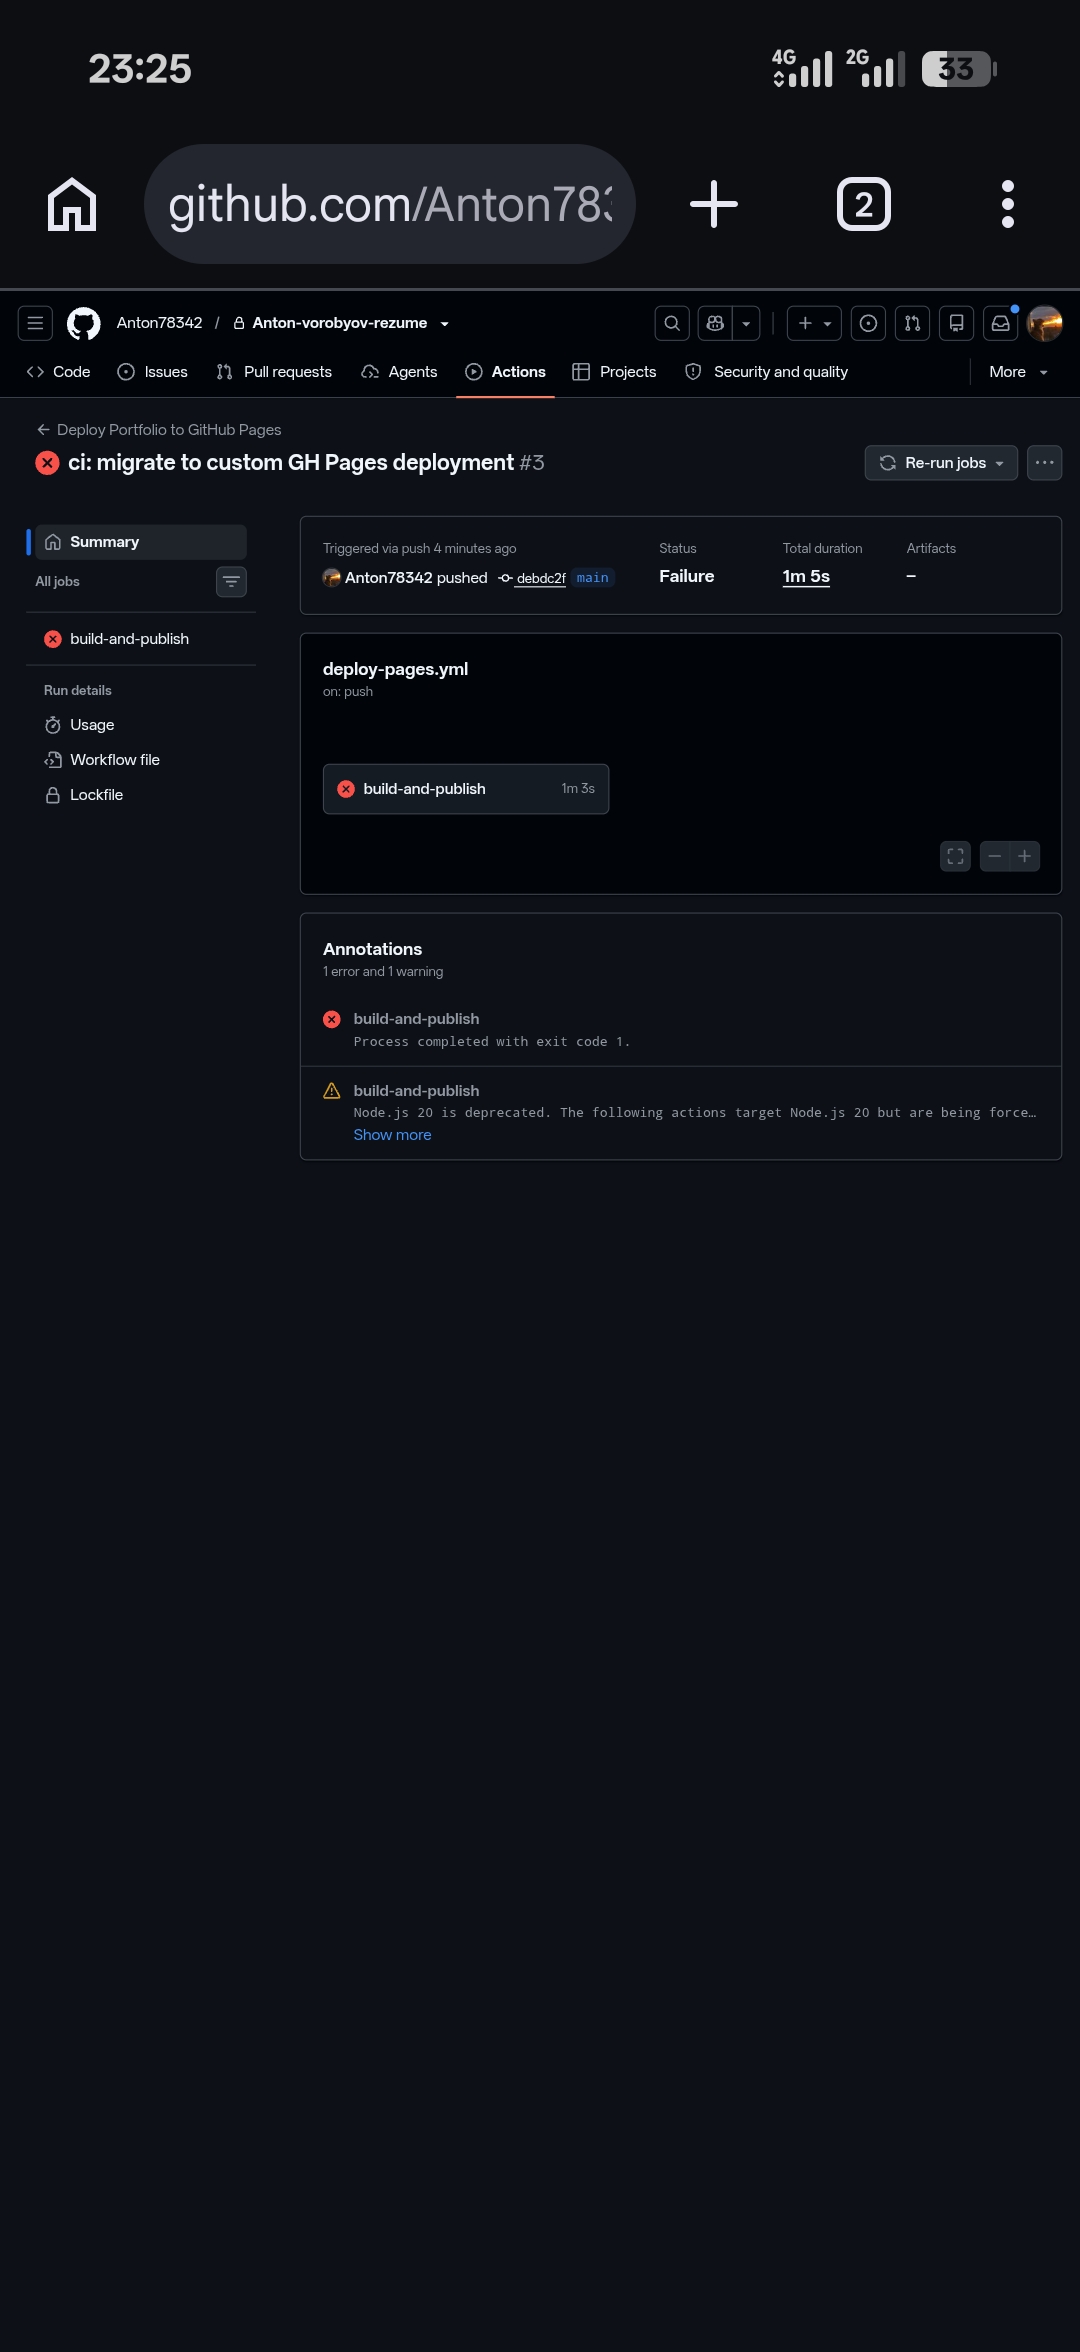 23:25
4G 2G 33
github.com/Anton783
2
Anton78342 / Anton-vorobyov-rezume
Code Issues Pull requests Agents Actions Projects Security and quality More
Deploy Portfolio to GitHub Pages
ci: migrate to custom GH Pages deployment #3
Re-run jobs
Summary
All jobs
build-and-publish
Run details
Usage
Workflow file
Lockfile
Triggered via push 4 minutes ago
Anton78342 pushed debdc2f main
Status
Failure
Total duration
1m 5s
Artifacts
–
deploy-pages.yml
on: push
build-and-publish 1m 3s
Annotations
1 error and 1 warning
build-and-publish
Process completed with exit code 1.
build-and-publish
Node.js 20 is deprecated. The following actions target Node.js 20 but are being force…
Show more